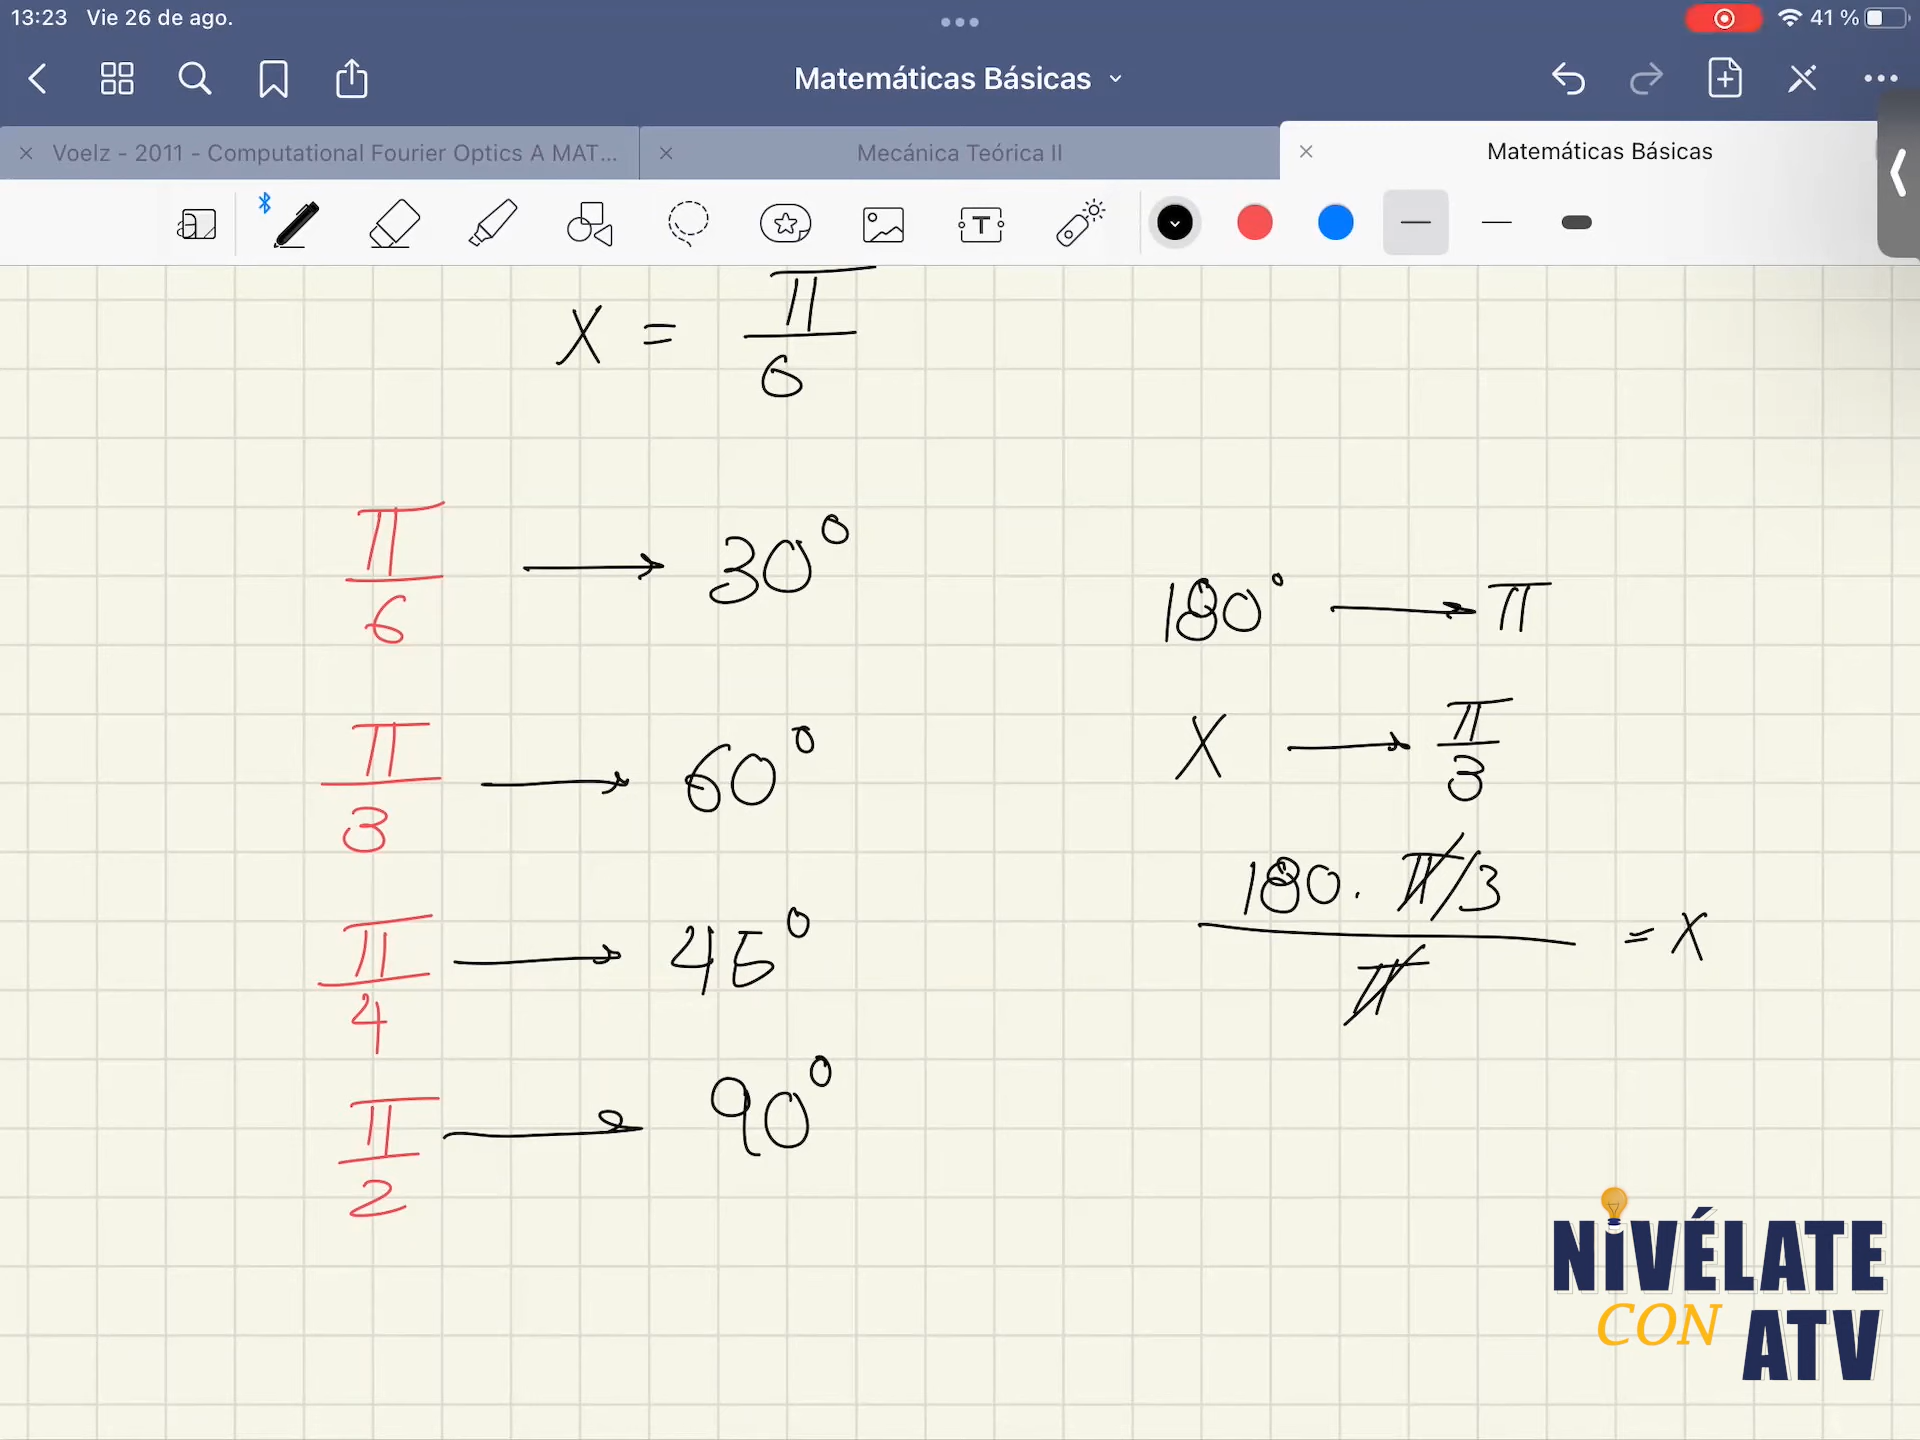 13:23 Vie 26 de ago. 41 %
Matemáticas Básicas
Voelz - 2011 - Computational Fourier Optics A MAT... Mecánica Teórica II Matemáticas Básicas
X = π/6
π/6 → 30°
π/3 → 60°
π/4 → 45°
π/2 → 90°
180° → π
X → π/3
180 · π/3 / π = X
NIVÉLATE
CON
ATV